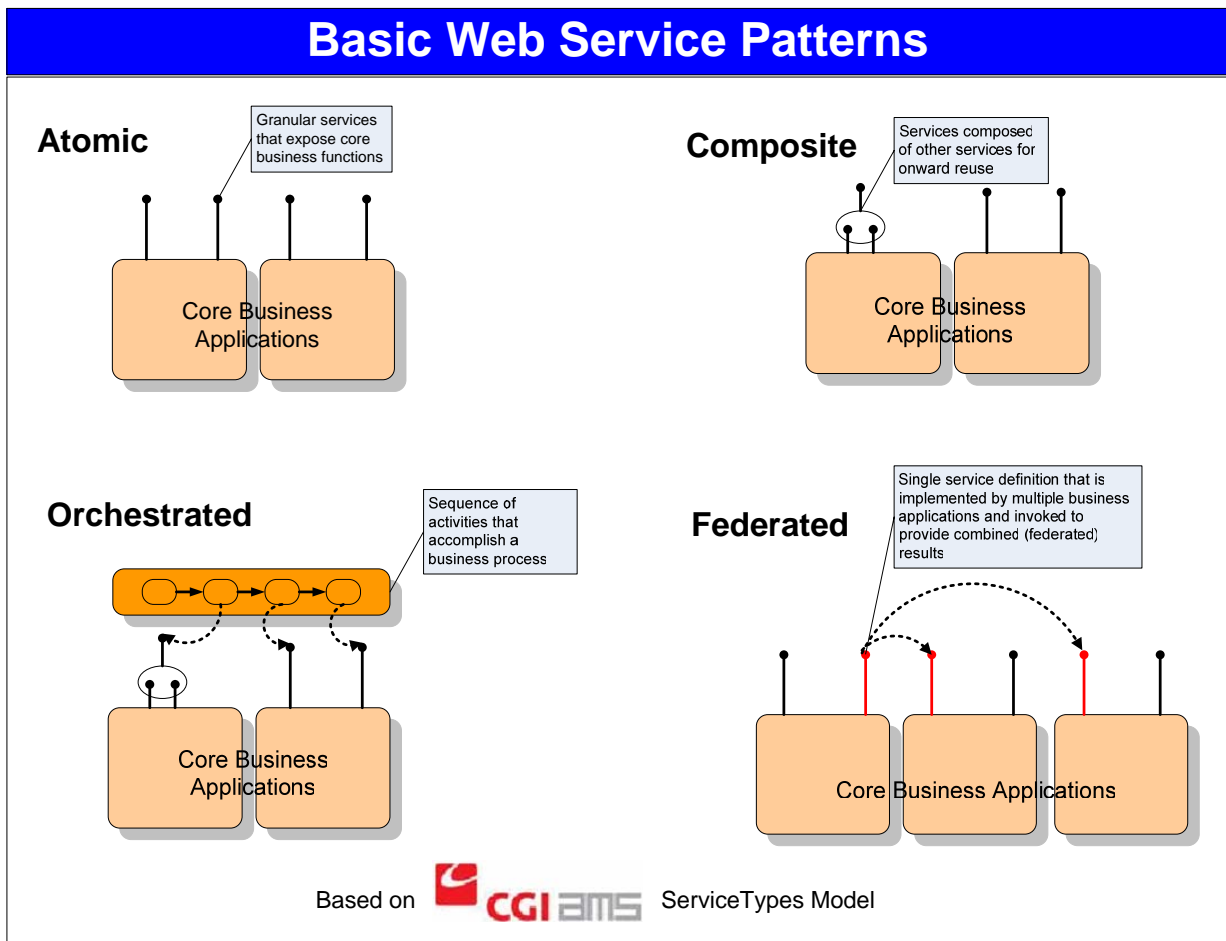 Basic Web Service Patterns
Atomic
Granular services
that expose core
business functions
Core Business
Applications
Composite
Services composed
of other services for
onward reuse
Core Business
Applications
Orchestrated
Sequence of
activities that
accomplish a
business process
Core Business
Applications
Federated
Single service definition that is
implemented by multiple business
applications and invoked to
provide combined (federated)
results
Core Business Applications
Based on CGI ams ServiceTypes Model